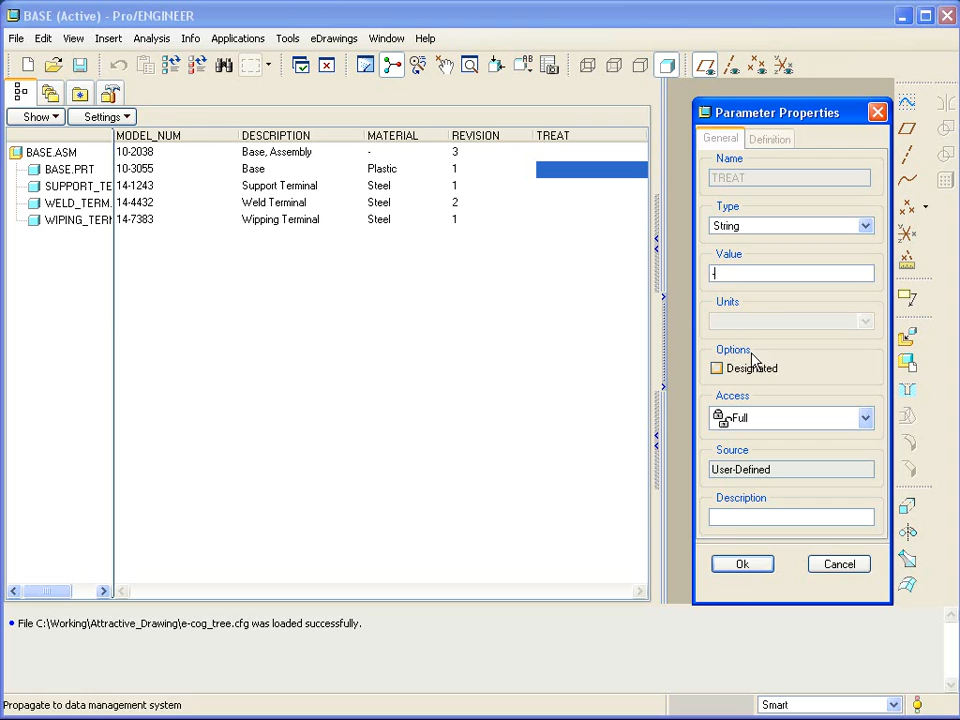 BASE (Active) - Pro/ENGINEER
File Edit View Insert Analysis Info Applications Tools eDrawings Window Help
Show Settings
MODEL_NUM DESCRIPTION MATERIAL REVISION TREAT
BASE.ASM 10-2038 Base, Assembly - 3
BASE.PRT 10-3055 Base Plastic 1
SUPPORT_TE 14-1243 Support Terminal Steel 1
WELD_TERM. 14-4432 Weld Terminal Steel 2
WIPING_TERM 14-7383 Wipping Terminal Steel 1
Parameter Properties
General Definition
Name
TREAT
Type
String
Value
-
Units
Options
Designated
Access
Full
Source
User-Defined
Description
Ok Cancel
File C:\Working\Attractive_Drawing\e-cog_tree.cfg was loaded successfully.
Propagate to data management system
Smart